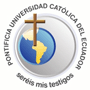 PONTIFICIA UNIVERSIDAD CATÓLICA DEL ECUADOR
seréis mis testigos